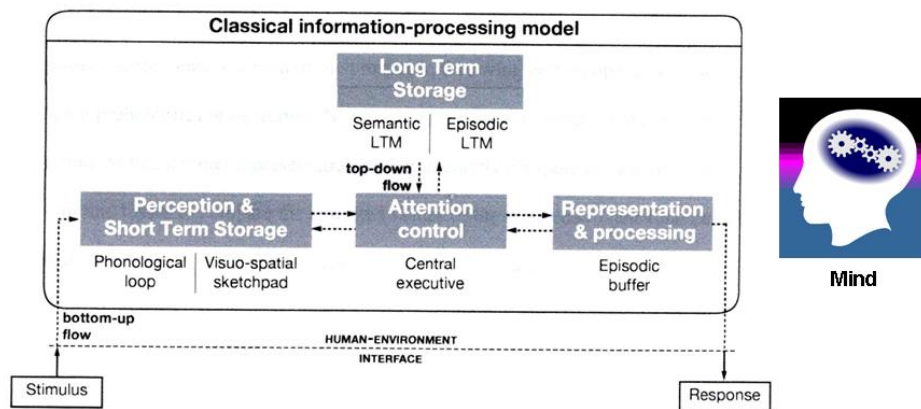 Classical information-processing model
Long Term
Storage
Semantic
LTM
Episodic
LTM
top-down
flow
Perception &
Short Term Storage
Attention
control
Representation
& processing
Phonological
loop
Visuo-spatial
sketchpad
Central
executive
Episodic
buffer
Mind
bottom-up
flow
HUMAN-ENVIRONMENT
INTERFACE
Stimulus
Response